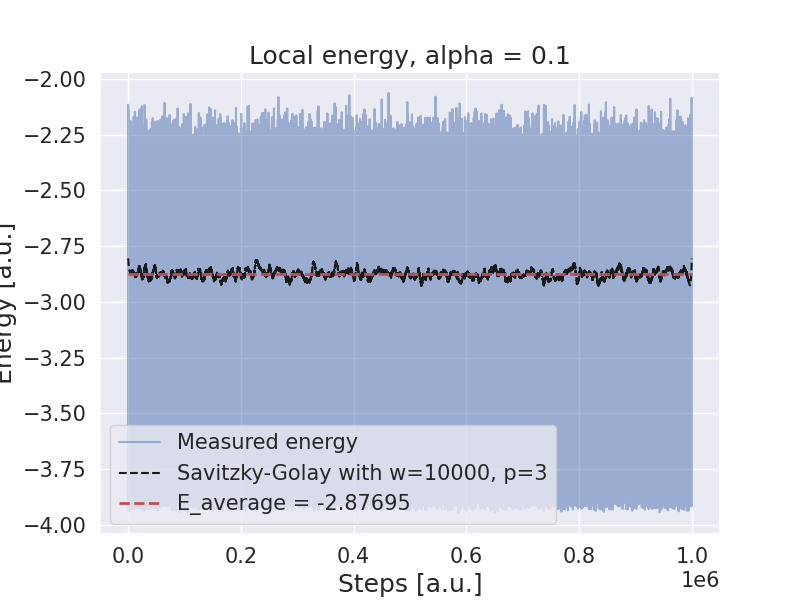 Local energy, alpha = 0.1
−2.00
−2.25
−2.50
−2.75
−3.00
−3.25
−3.50
−3.75
−4.00
Energy [a.u.]
Measured energy
Savitzky-Golay with w=10000, p=3
E_average = -2.87695
0.0 0.2 0.4 0.6 0.8 1.0
1e6
Steps [a.u.]